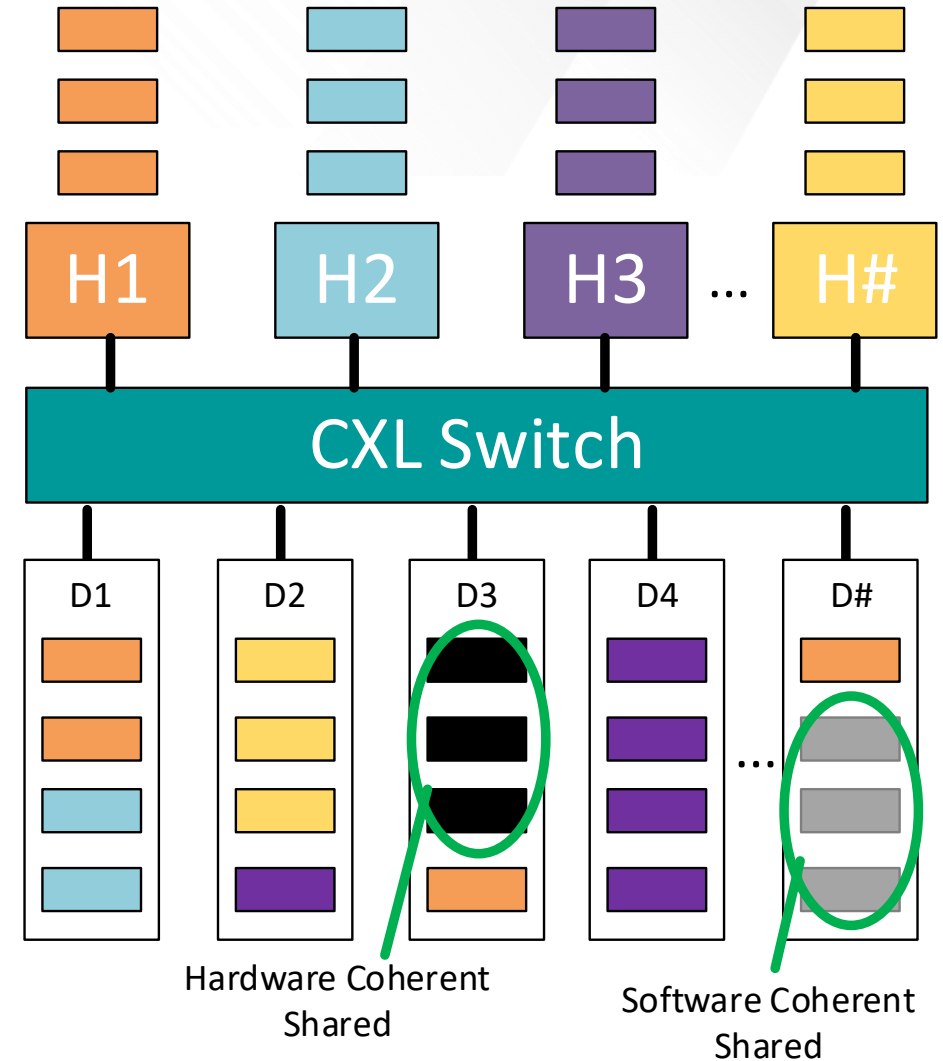 H1
H2
H3
...
H#
CXL Switch
D1
D2
D3
D4
D#
...
Hardware Coherent
Shared
Software Coherent
Shared